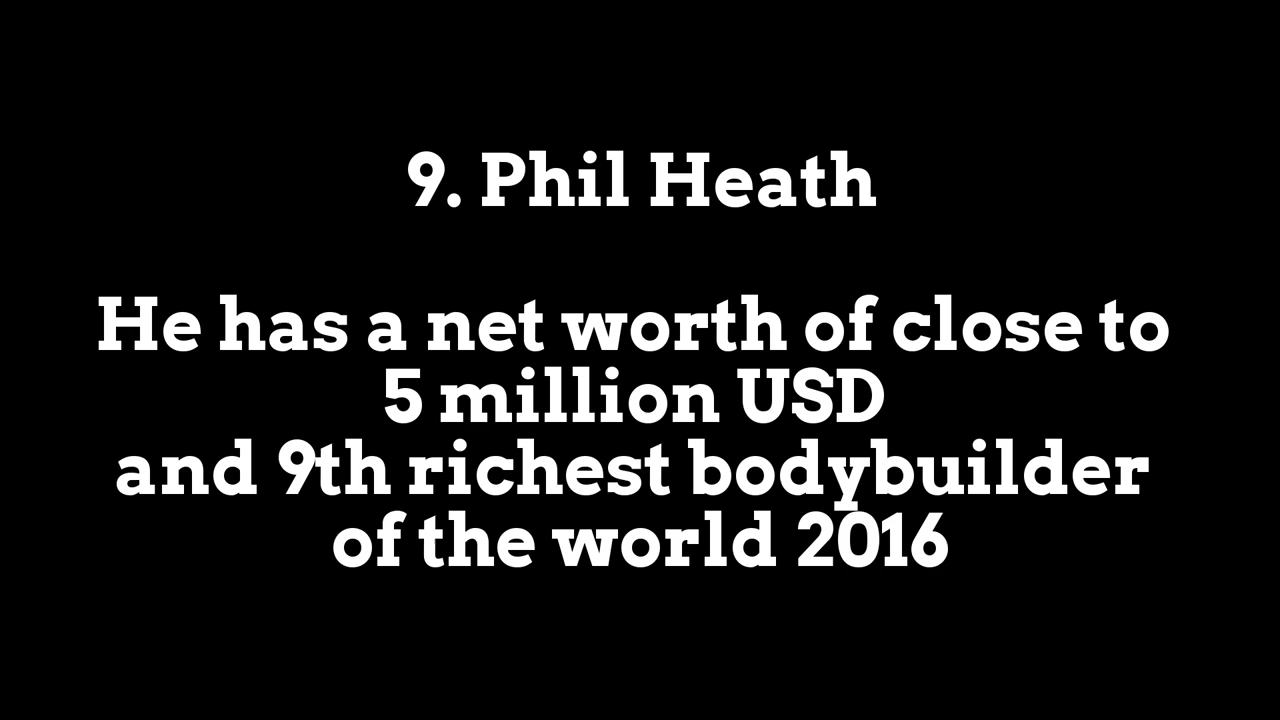 9. Phil Heath
He has a net worth of close to
5 million USD
and 9th richest bodybuilder
of the world 2016